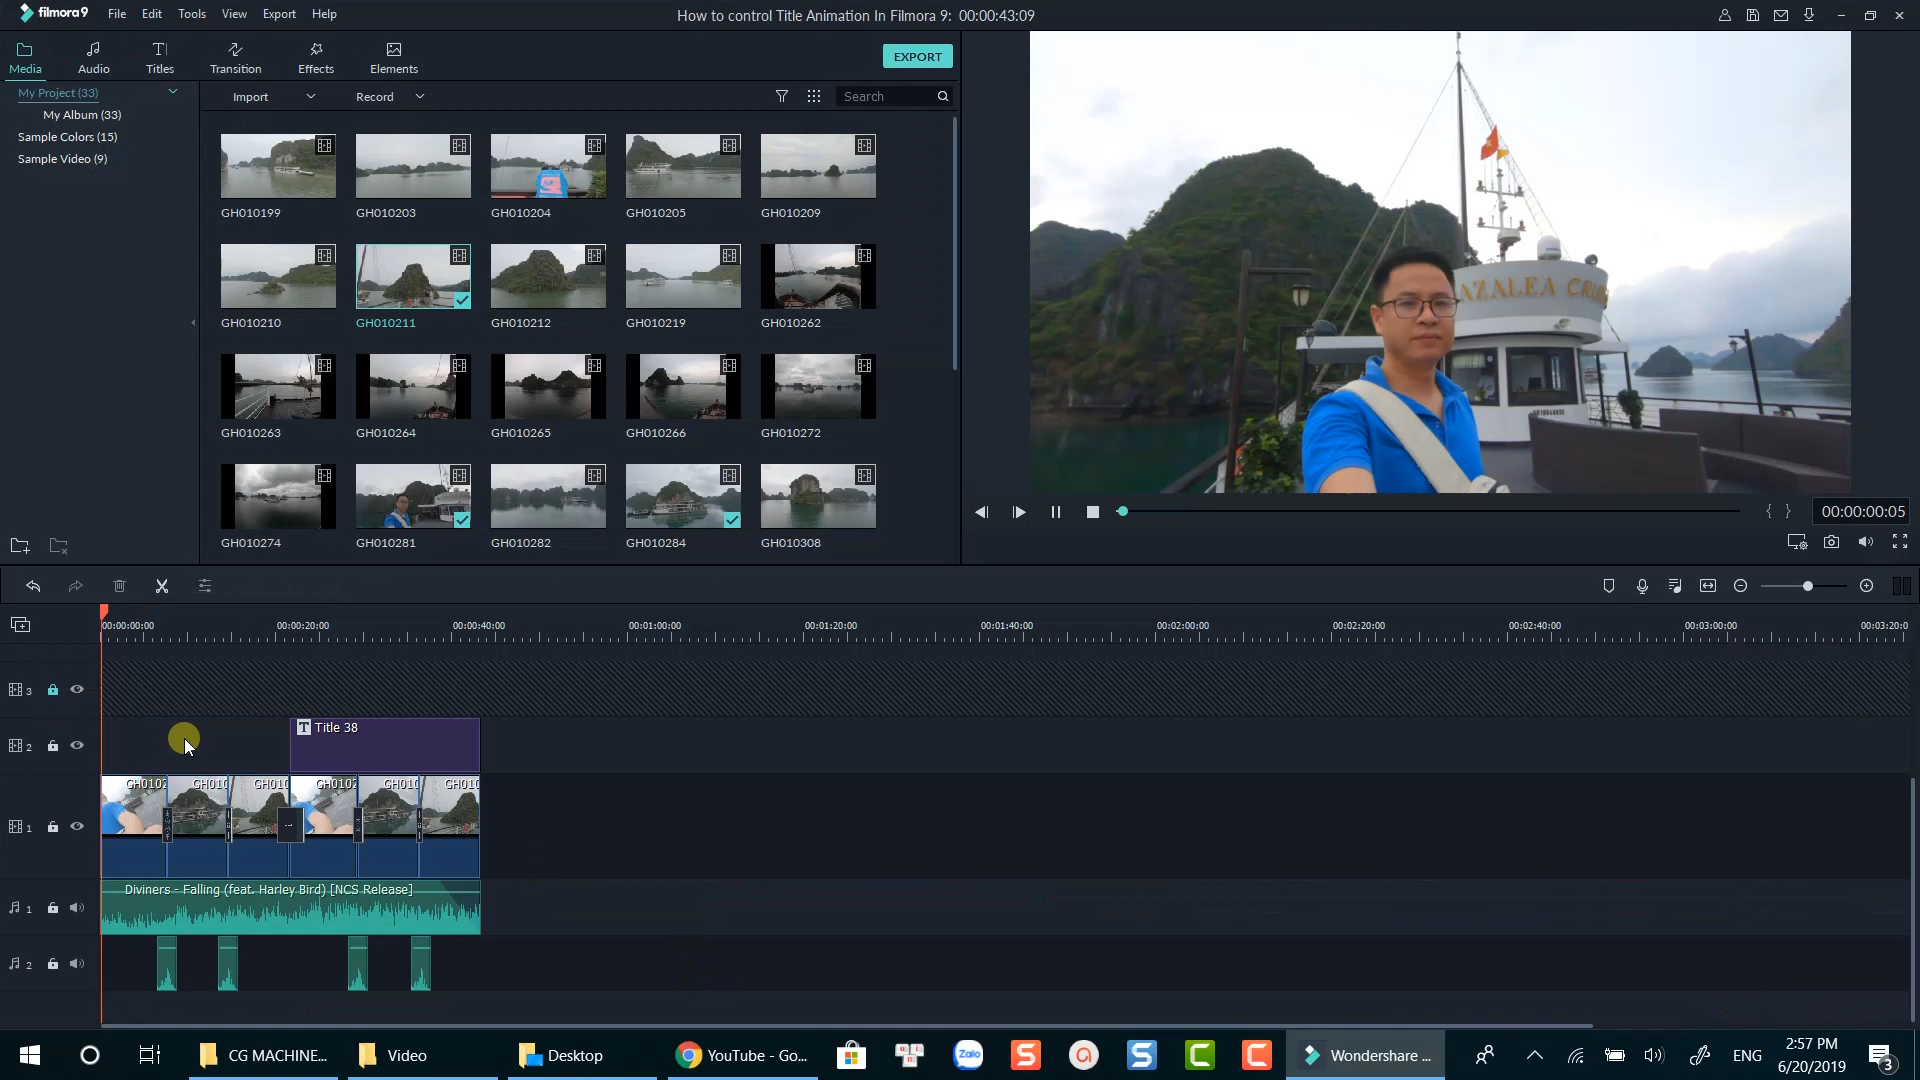 filmora9 File Edit Tools View Export Help How to control Title Animation In Filmora 9: 00:00:43:09
Media Audio Titles Transition Effects Elements EXPORT
My Project (33) Import Record Search
My Album (33)
Sample Colors (15)
Sample Video (9)
GH010199 GH010203 GH010204 GH010205 GH010209
GH010210 GH010211 GH010212 GH010219 GH010262
GH010263 GH010264 GH010265 GH010266 GH010272
GH010274 GH010281 GH010282 GH010284 GH010308
AZALEA CRU
00:00:00:05
00:00:00:00 00:00:20:00 00:00:40:00 00:01:00:00 00:01:20:00 00:01:40:00 00:02:00:00 00:02:20:00 00:02:40:00 00:03:00:00 00:03:20:0
3
2 T Title 38
1 GH0102 GH010 GH010 GH0102 GH010 GH010
1 Diviners - Falling (feat. Harley Bird) [NCS Release]
2
CG MACHINE... Video Desktop YouTube - Go... Zalo Wondershare ... ENG 2:57 PM
6/20/2019 3